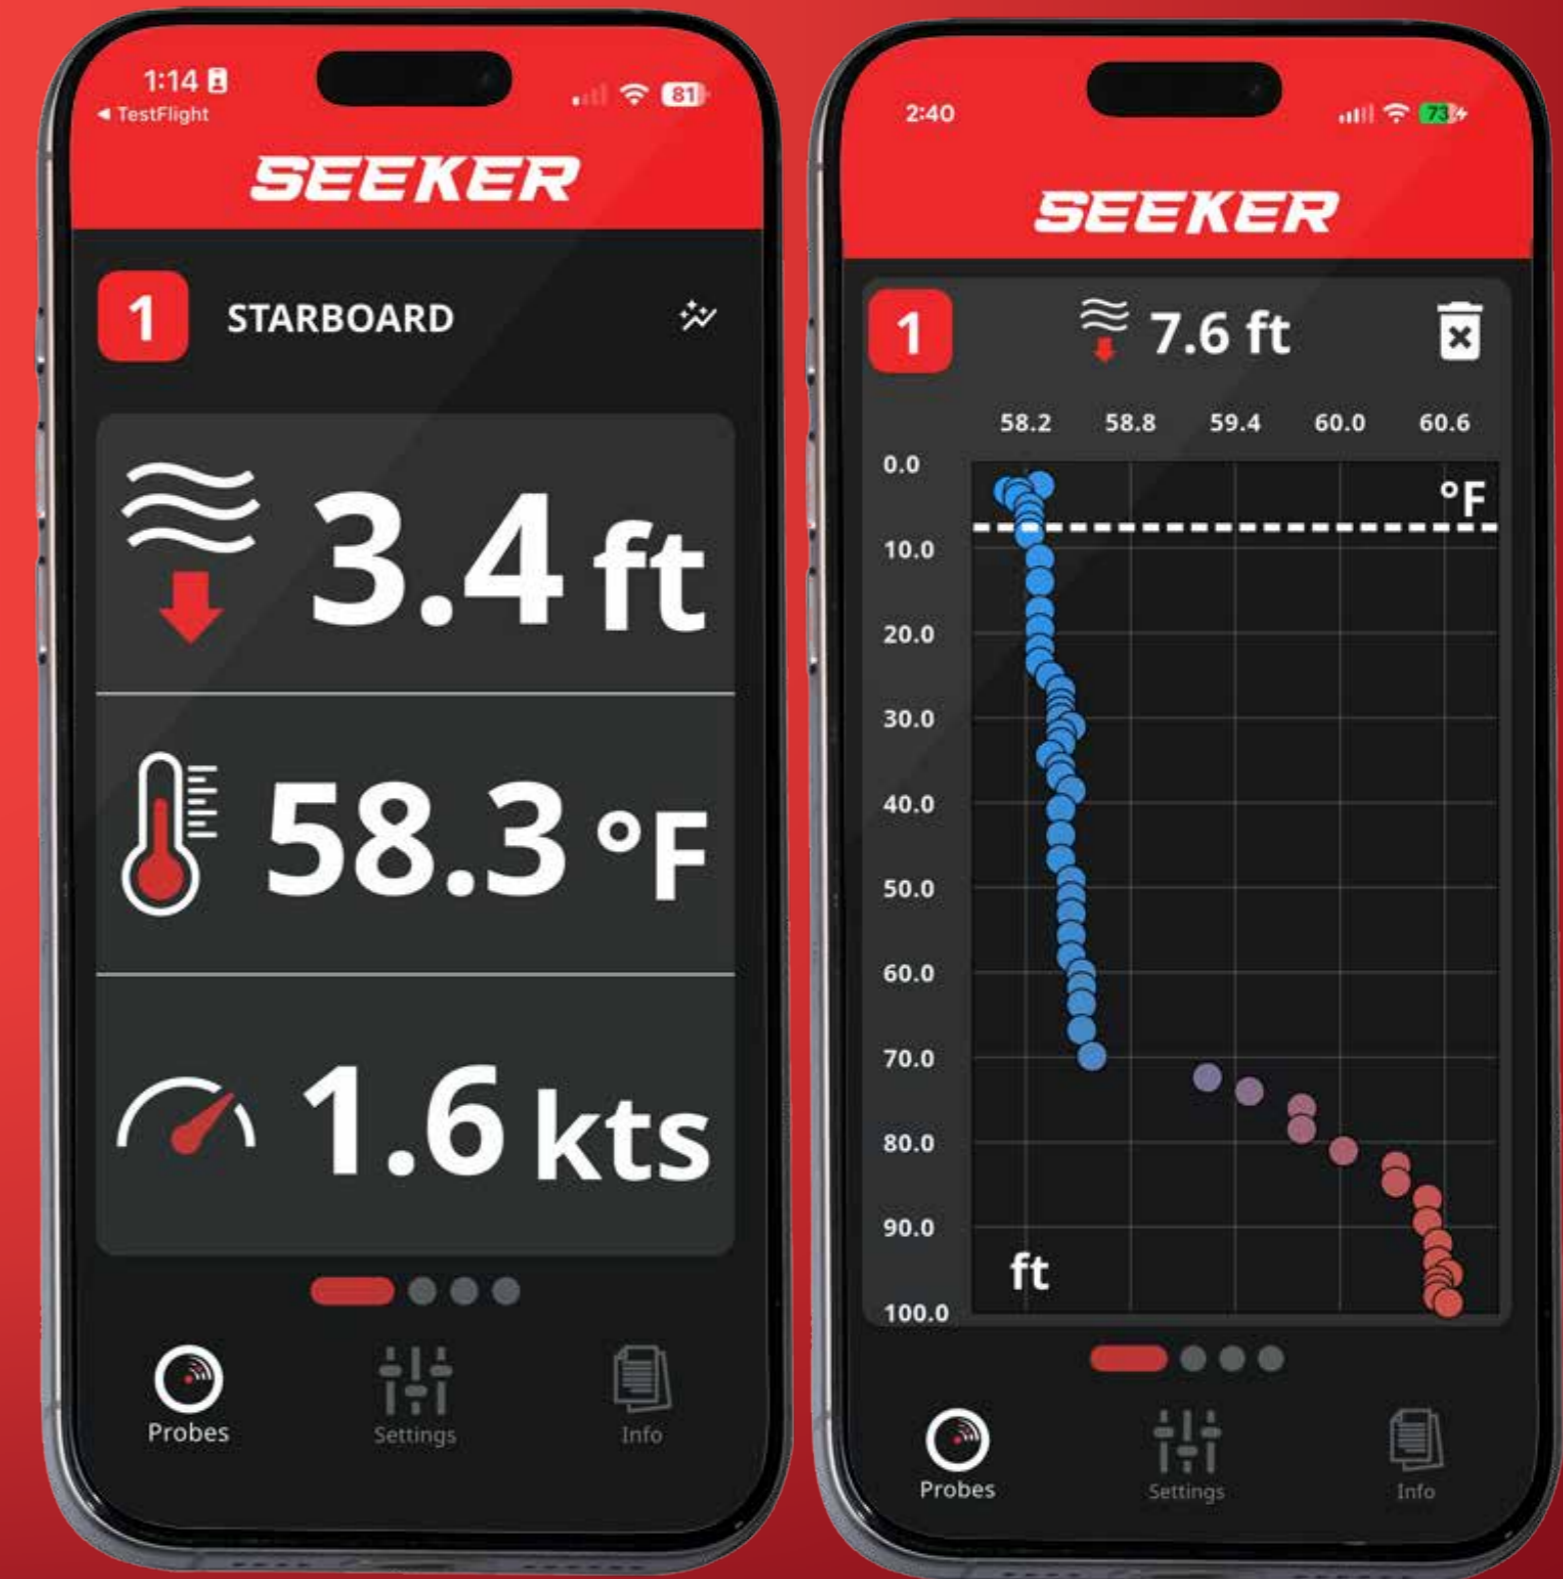 1:14
81
◀ TestFlight
SEEKER
1 STARBOARD
3.4 ft
58.3 °F
1.6 kts
Probes
Settings
Info
2:40
73
SEEKER
1
7.6 ft
58.2 58.8 59.4 60.0 60.6
0.0
°F
10.0
20.0
30.0
40.0
50.0
60.0
70.0
80.0
90.0
ft
100.0
Probes
Settings
Info